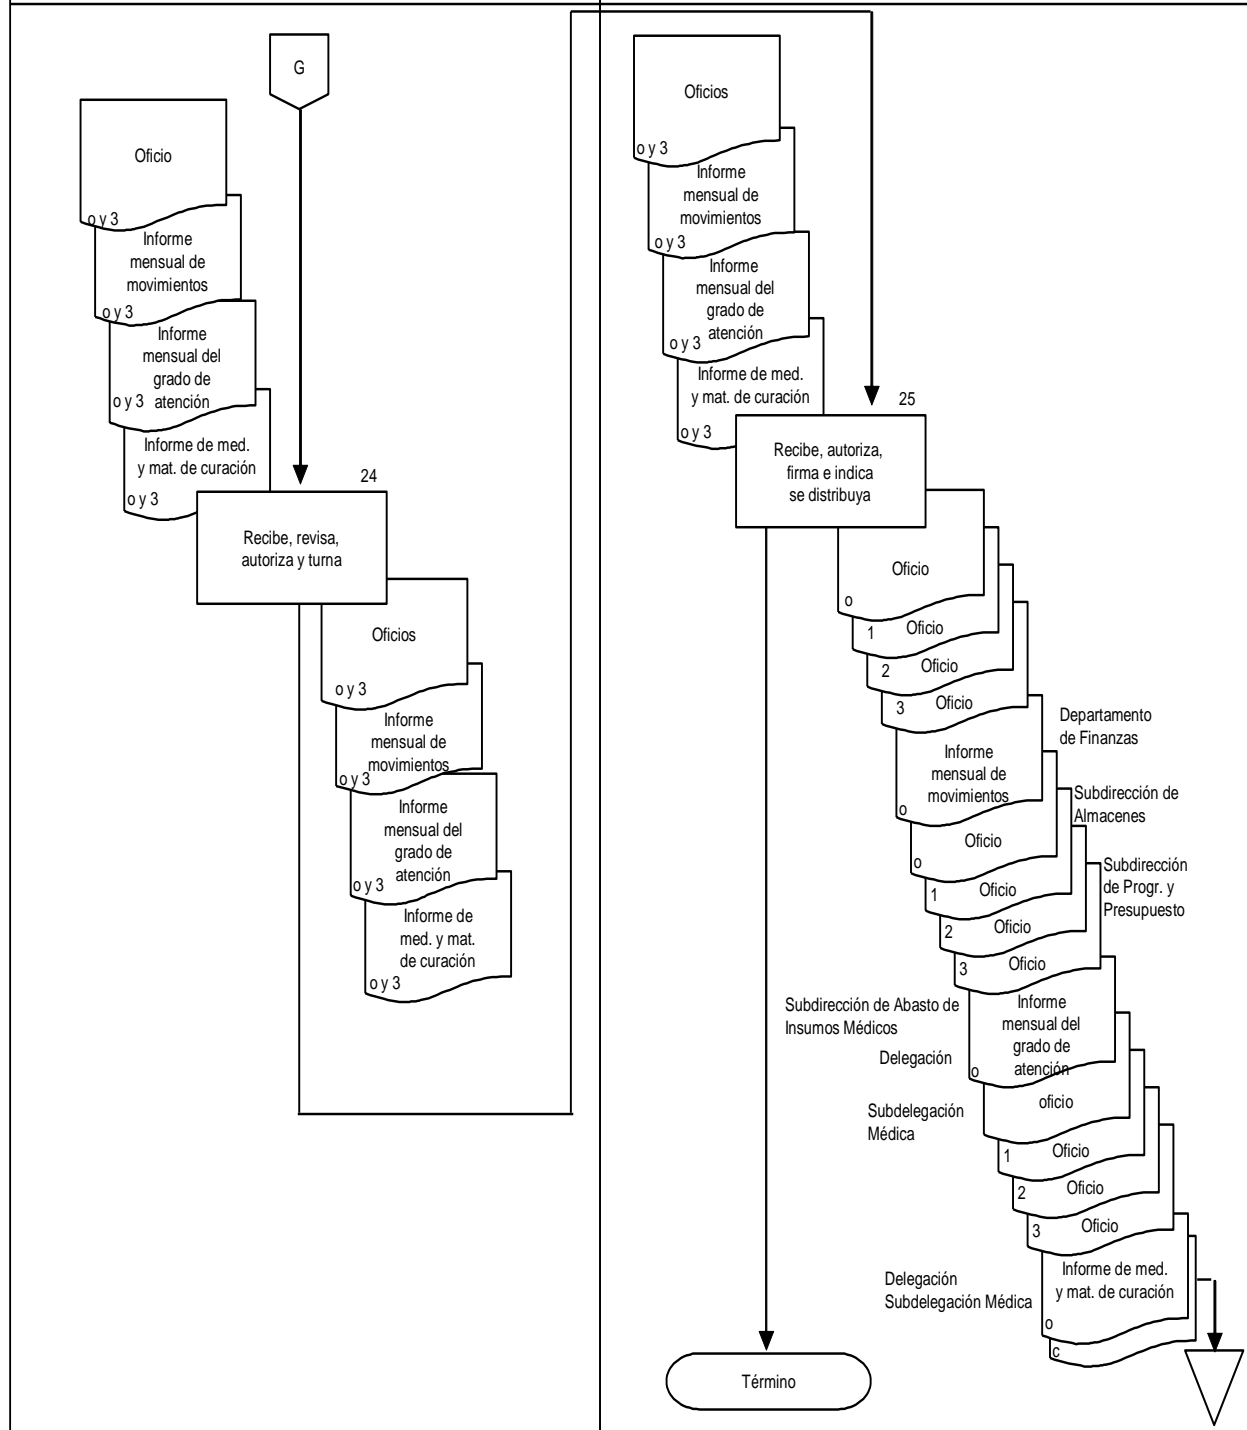 G
Oficio
o y 3
Informe
mensual de
movimientos
o y 3
Informe
mensual del
grado de
atención
o y 3
Informe de med.
y mat. de curación
o y 3
24
Recibe, revisa,
autoriza y turna
Oficios
o y 3
Informe
mensual de
movimientos
o y 3
Informe
mensual del
grado de
atención
o y 3
Informe de
med. y mat.
de curación
o y 3
Oficios
o y 3
Informe
mensual de
movimientos
o y 3
Informe
mensual del
grado de
atención
o y 3
Informe de med.
y mat. de curación
o y 3
25
Recibe, autoriza,
firma e indica
se distribuya
Oficio
o
1 Oficio
2 Oficio
3 Oficio
Informe
mensual de
movimientos
o
Departamento
de Finanzas
Oficio
o
Subdirección de
Almacenes
1 Oficio
2 Oficio
3 Oficio
Subdirección
de Progr. y
Presupuesto
Informe
mensual del
grado de
atención
o
Subdirección de Abasto de
Insumos Médicos
Delegación
oficio
Subdelegación
Médica
1 Oficio
2 Oficio
3 Oficio
Informe de med.
y mat. de curación
o
c
Delegación
Subdelegación Médica
Término